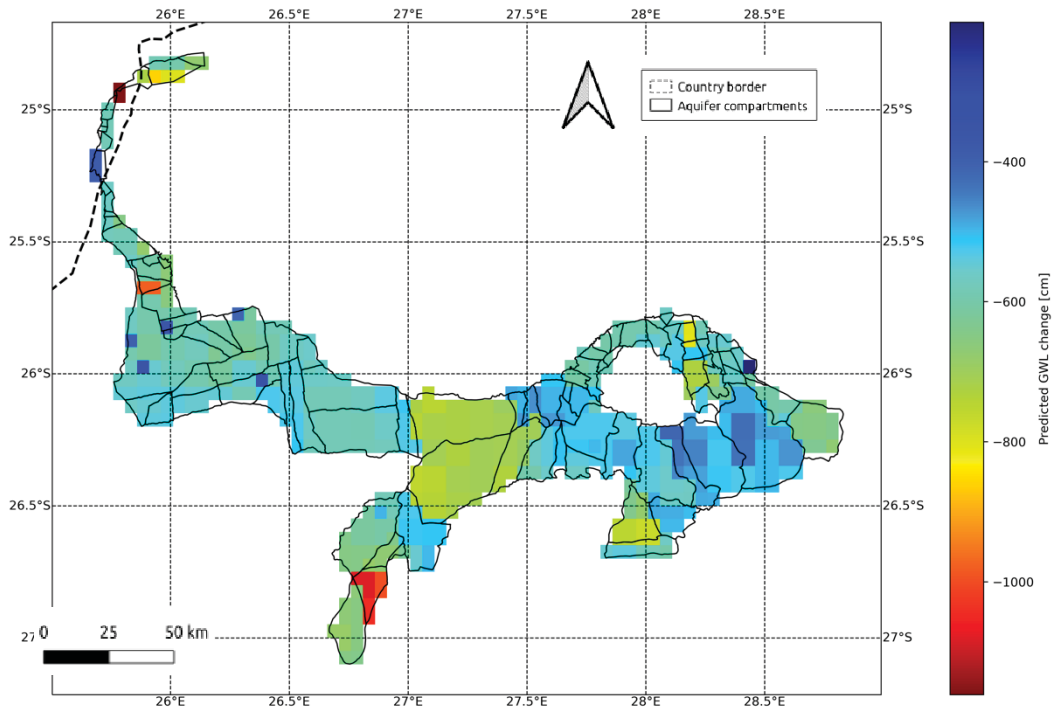 26°E 26.5°E 27°E 27.5°E 28°E 28.5°E
Country border
Aquifer compartments
25°S 25°S
25.5°S 25.5°S
26°S 26°S
26.5°S 26.5°S
27°S 27°S
0 25 50 km
26°E 26.5°E 27°E 27.5°E 28°E 28.5°E
−400
−600
−800
−1000
Predicted GWL change [cm]